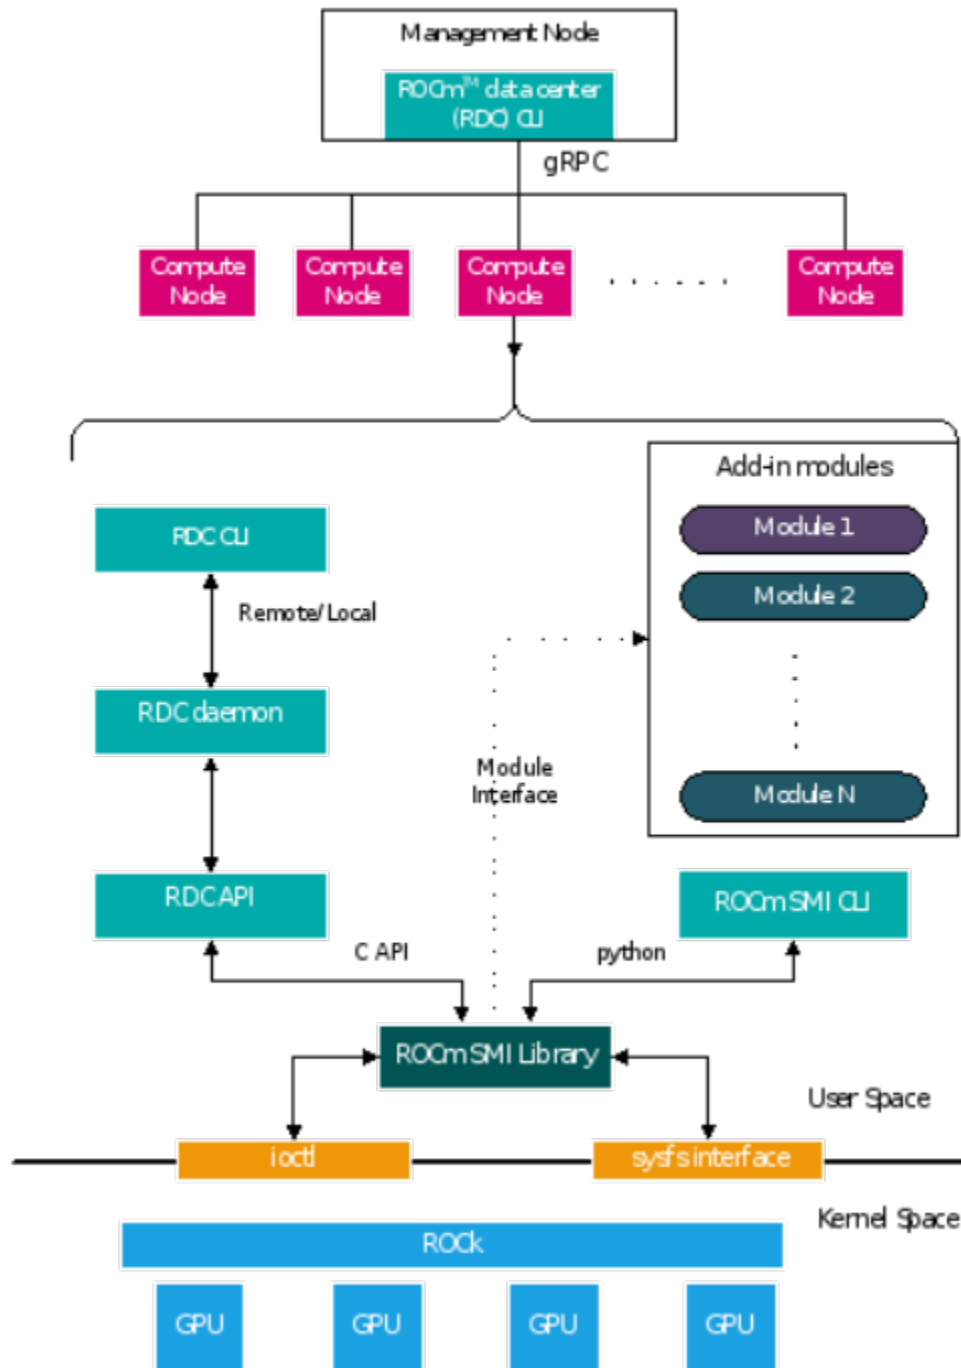 Management Node
ROCm™ data center
(RDC) CLI
gRPC
Compute
Node
Compute
Node
Compute
Node
Compute
Node
Add-in modules
Module 1
RDC CLI
Module 2
Remote/Local
RDC daemon
Module
Interface
Module N
RDC API
ROCm SMI CLI
C API
python
ROCm SMI Library
User Space
ioctl
sysfs interface
Kernel Space
ROCk
GPU
GPU
GPU
GPU